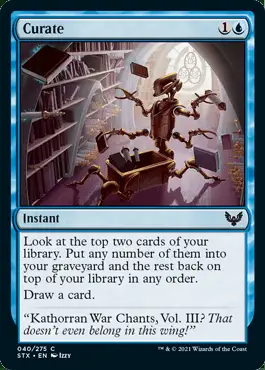 Curate 1
Instant
Look at the top two cards of your
library. Put any number of them into
your graveyard and the rest back on
top of your library in any order.
Draw a card.
“Kathorran War Chants, Vol. III? That
doesn’t even belong in this wing!”
040/275 C
STX • EN Izzy
™ & © 2021 Wizards of the Coast